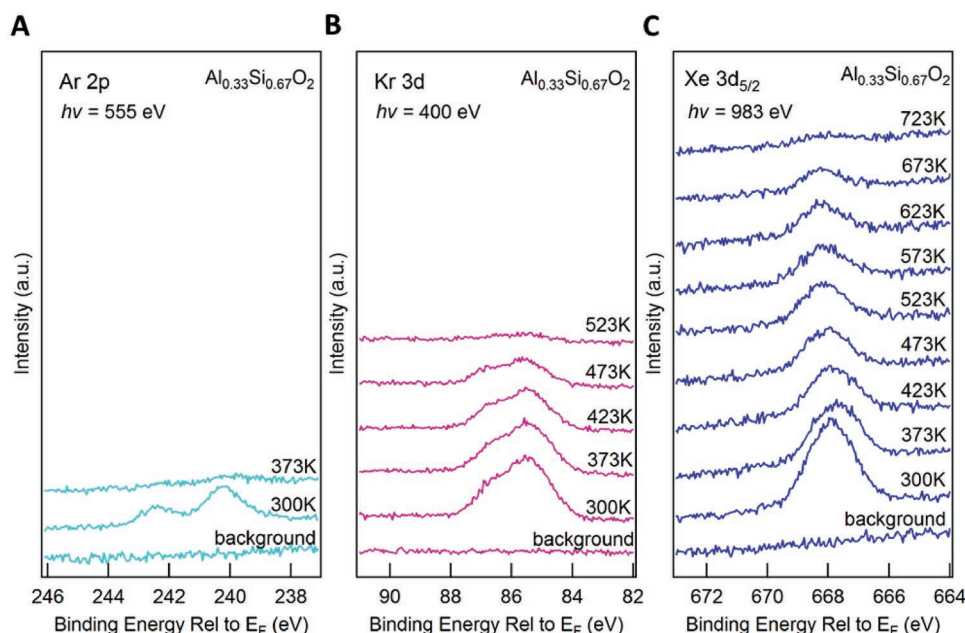 A
Ar 2p
Al0.33Si0.67O2
hν = 555 eV
373K
300K
background
Intensity (a.u.)
246 244 242 240 238
Binding Energy Rel to EF (eV)
B
Kr 3d
Al0.33Si0.67O2
hν = 400 eV
523K
473K
423K
373K
300K
background
Intensity (a.u.)
90 88 86 84 82
Binding Energy Rel to EF (eV)
C
Xe 3d5/2
Al0.33Si0.67O2
hν = 983 eV
723K
673K
623K
573K
523K
473K
423K
373K
300K
background
Intensity (a.u.)
672 670 668 666 664
Binding Energy Rel to EF (eV)